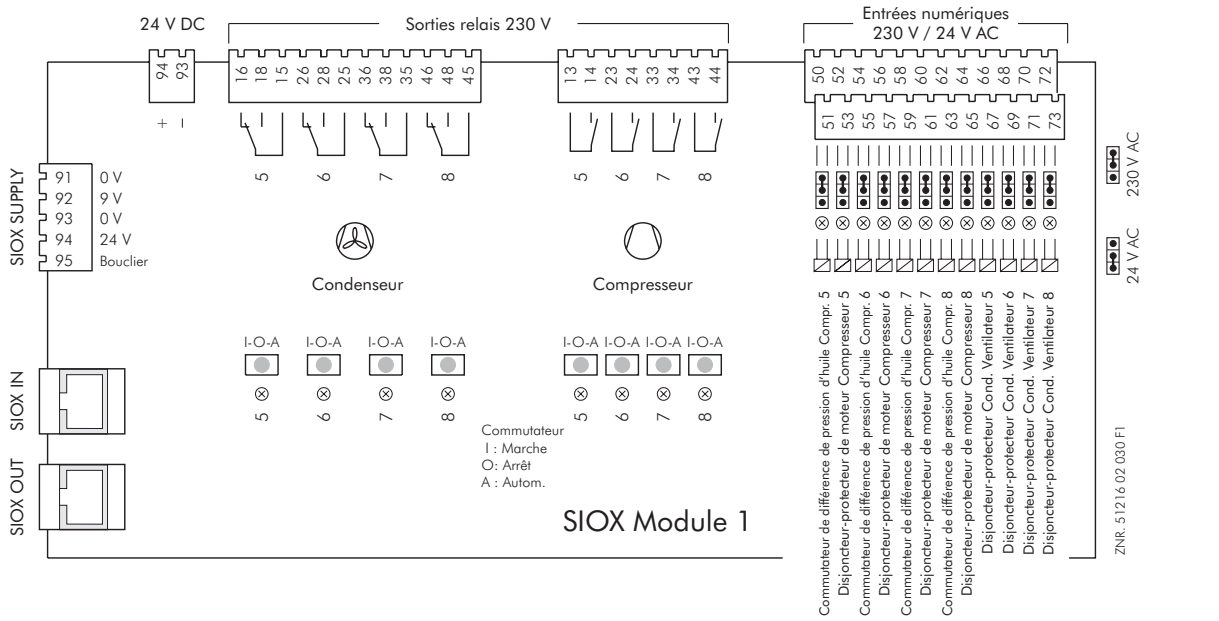 24 V DC
Sorties relais 230 V
Entrées numériques
230 V / 24 V AC
94 93
16 18 15 26 28 25 36 38 35 46 48 45
13 14 23 24 33 34 43 44
50 52 54 56 58 60 62 64 66 68 70 72
51 53 55 57 59 61 63 65 67 69 71 73
+ –
5 6 7 8
5 6 7 8
230 V AC
24 V AC
SIOX SUPPLY
91 0 V
92 9 V
93 0 V
94 24 V
95 Bouclier
Condenseur
Compresseur
I-O-A I-O-A I-O-A I-O-A
I-O-A I-O-A I-O-A I-O-A
5 6 7 8
5 6 7 8
SIOX IN
SIOX OUT
Commutateur
I : Marche
O: Arrêt
A : Autom.
SIOX Module 1
Commutateur de différence de pression d'huile Compr. 5
Disjoncteur-protecteur de moteur Compresseur 5
Commutateur de différence de pression d'huile Compr. 6
Disjoncteur-protecteur de moteur Compresseur 6
Commutateur de différence de pression d'huile Compr. 7
Disjoncteur-protecteur de moteur Compresseur 7
Commutateur de différence de pression d'huile Compr. 8
Disjoncteur-protecteur de moteur Compresseur 8
Disjoncteur-protecteur Cond. Ventilateur 5
Disjoncteur-protecteur Cond. Ventilateur 6
Disjoncteur-protecteur Cond. Ventilateur 7
Disjoncteur-protecteur Cond. Ventilateur 8
ZNR. 51216 02 030 F1